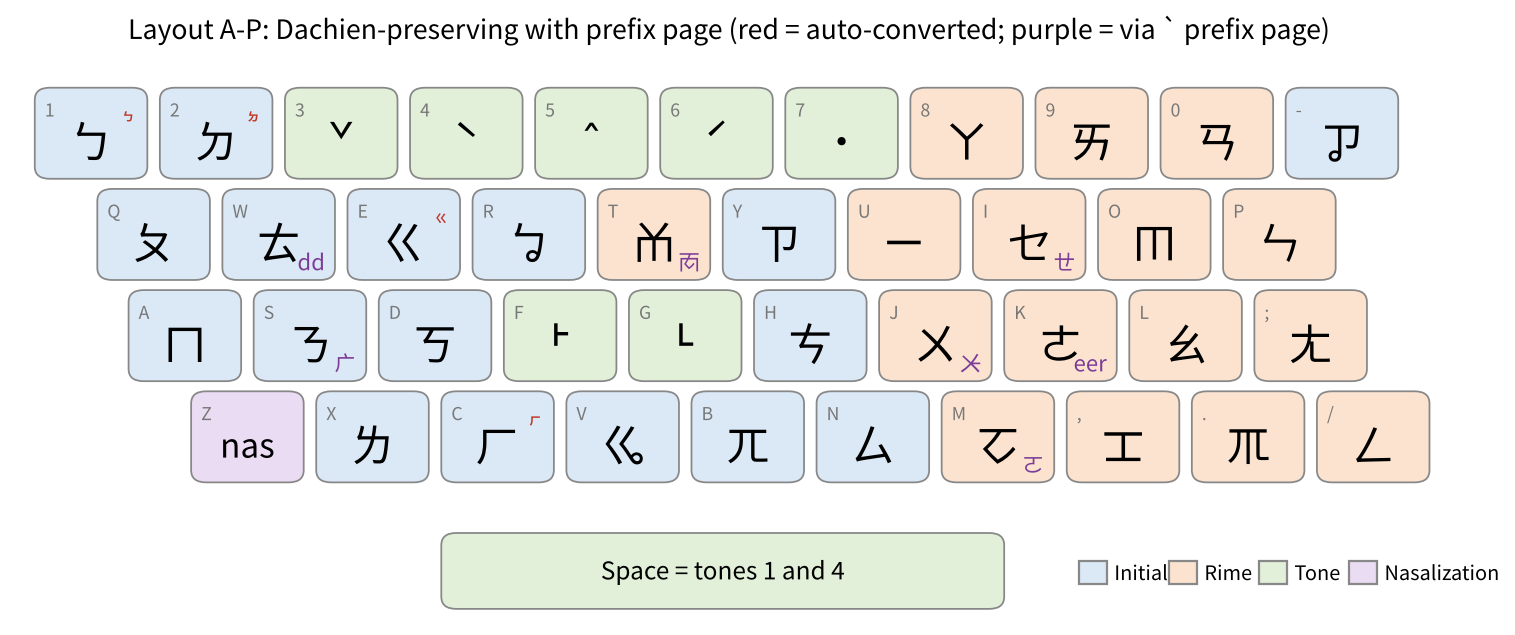 Layout A-P: Dachien-preserving with prefix page (red = auto-converted; purple = via ` prefix page)
1 ㄅ ㆴ 2 ㄉ ㆵ 3 ˇ 4 ˋ 5 ˆ 6 ˊ 7 ˙ 8 ㄚ 9 ㄞ 0 ㄢ - ㆡ
Q ㄆ W ㄊ dd E ㄍ ㆻ R ㆠ T ㆯ Y ㄗ U ㄧ I ㄝ ㄝ O ㆬ P ㄣ
A ㄇ S ㄋ ㄬ D ㄎ F ˫ G ˪ H ㄘ J ㄨ K ㄜ eer L ㄠ ; ㄤ
Z nas X ㄌ C ㄏ ㆷ V ㆣ B ㄫ N ㄙ M ㆦ ㄛ , ㆨ . ㆭ / ㄥ
Space = tones 1 and 4
Initial Rime Tone Nasalization